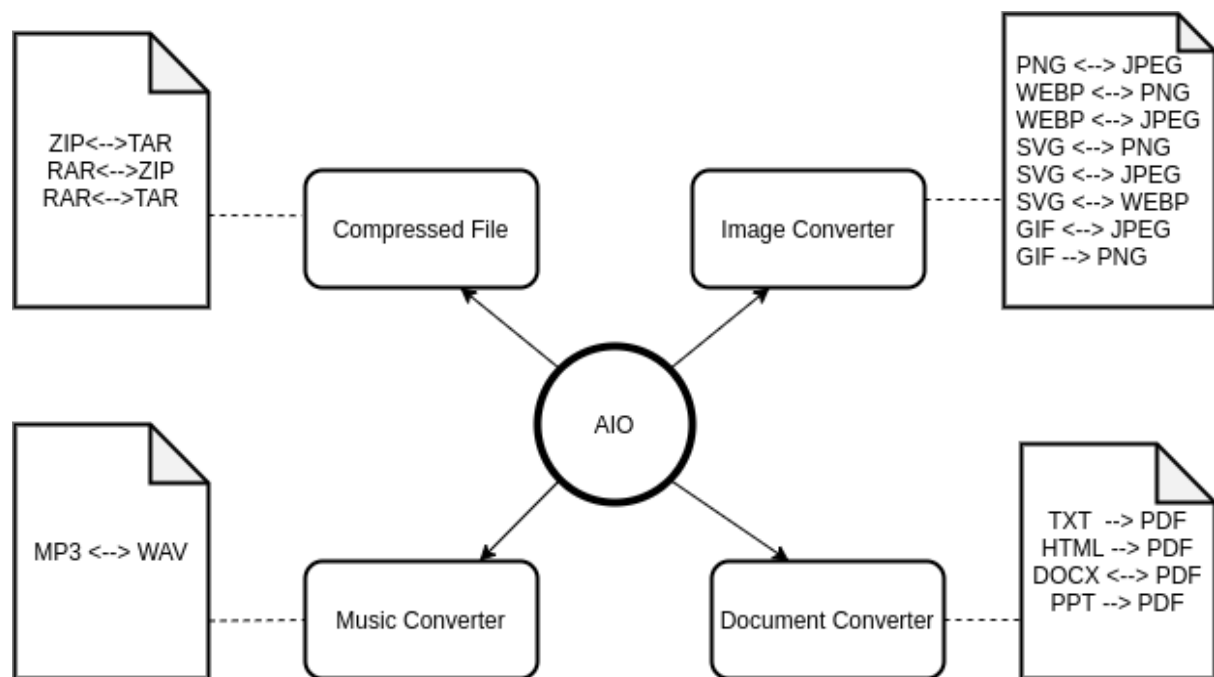 ZIP<-->TAR
RAR<-->ZIP
RAR<-->TAR
Compressed File
Image Converter
PNG <--> JPEG
WEBP <--> PNG
WEBP <--> JPEG
SVG <--> PNG
SVG <--> JPEG
SVG <--> WEBP
GIF <--> JPEG
GIF --> PNG
AIO
MP3 <--> WAV
Music Converter
Document Converter
TXT  --> PDF
HTML --> PDF
DOCX <--> PDF
PPT --> PDF